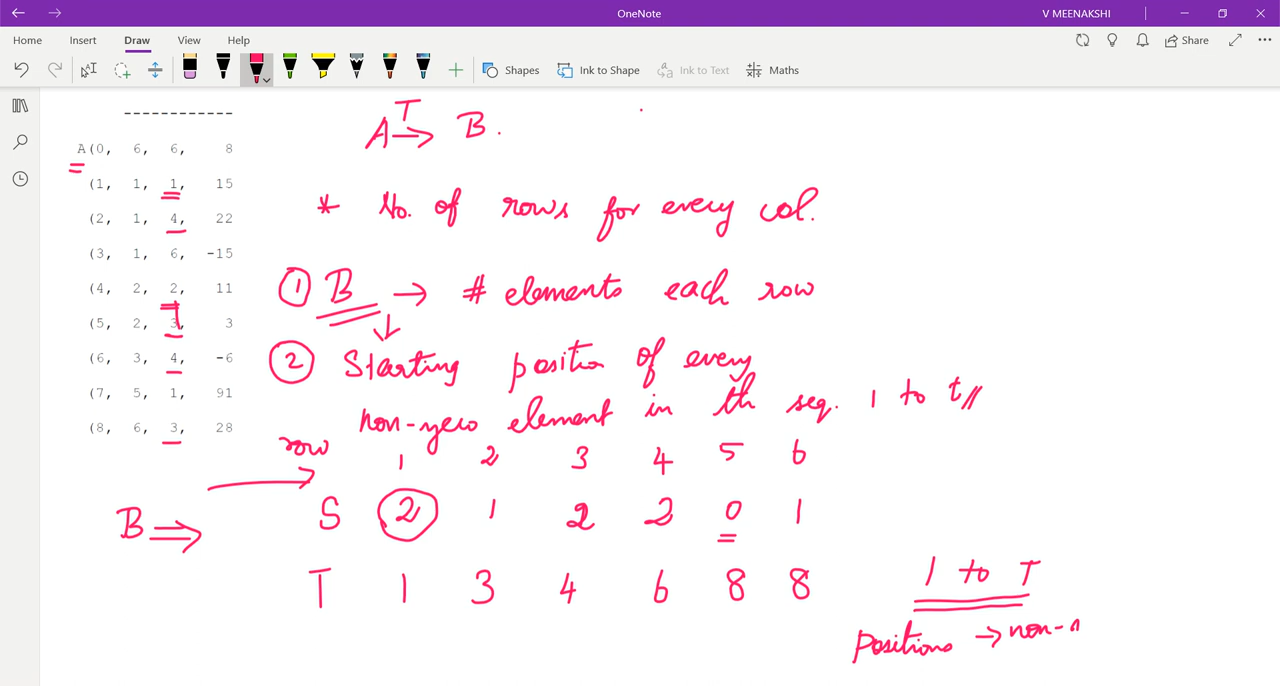 OneNote
V MEENAKSHI
Home Insert Draw View Help
Share
Shapes Ink to Shape Ink to Text Maths
------------
A(0, 6, 6, 8
(1, 1, 1, 15
(2, 1, 4, 22
(3, 1, 6, -15
(4, 2, 2, 11
(5, 2, 3, 3
(6, 3, 4, -6
(7, 5, 1, 91
(8, 6, 3, 28
A T→ B.
* No. of rows for every col.
① B → # elements each row
② Starting position of every
non-zero element in th seq. 1 to t
row 1 2 3 4 5 6
B ⇒ S 2 1 2 2 0 1
T 1 3 4 6 8 8
1 to T
Positions → non-